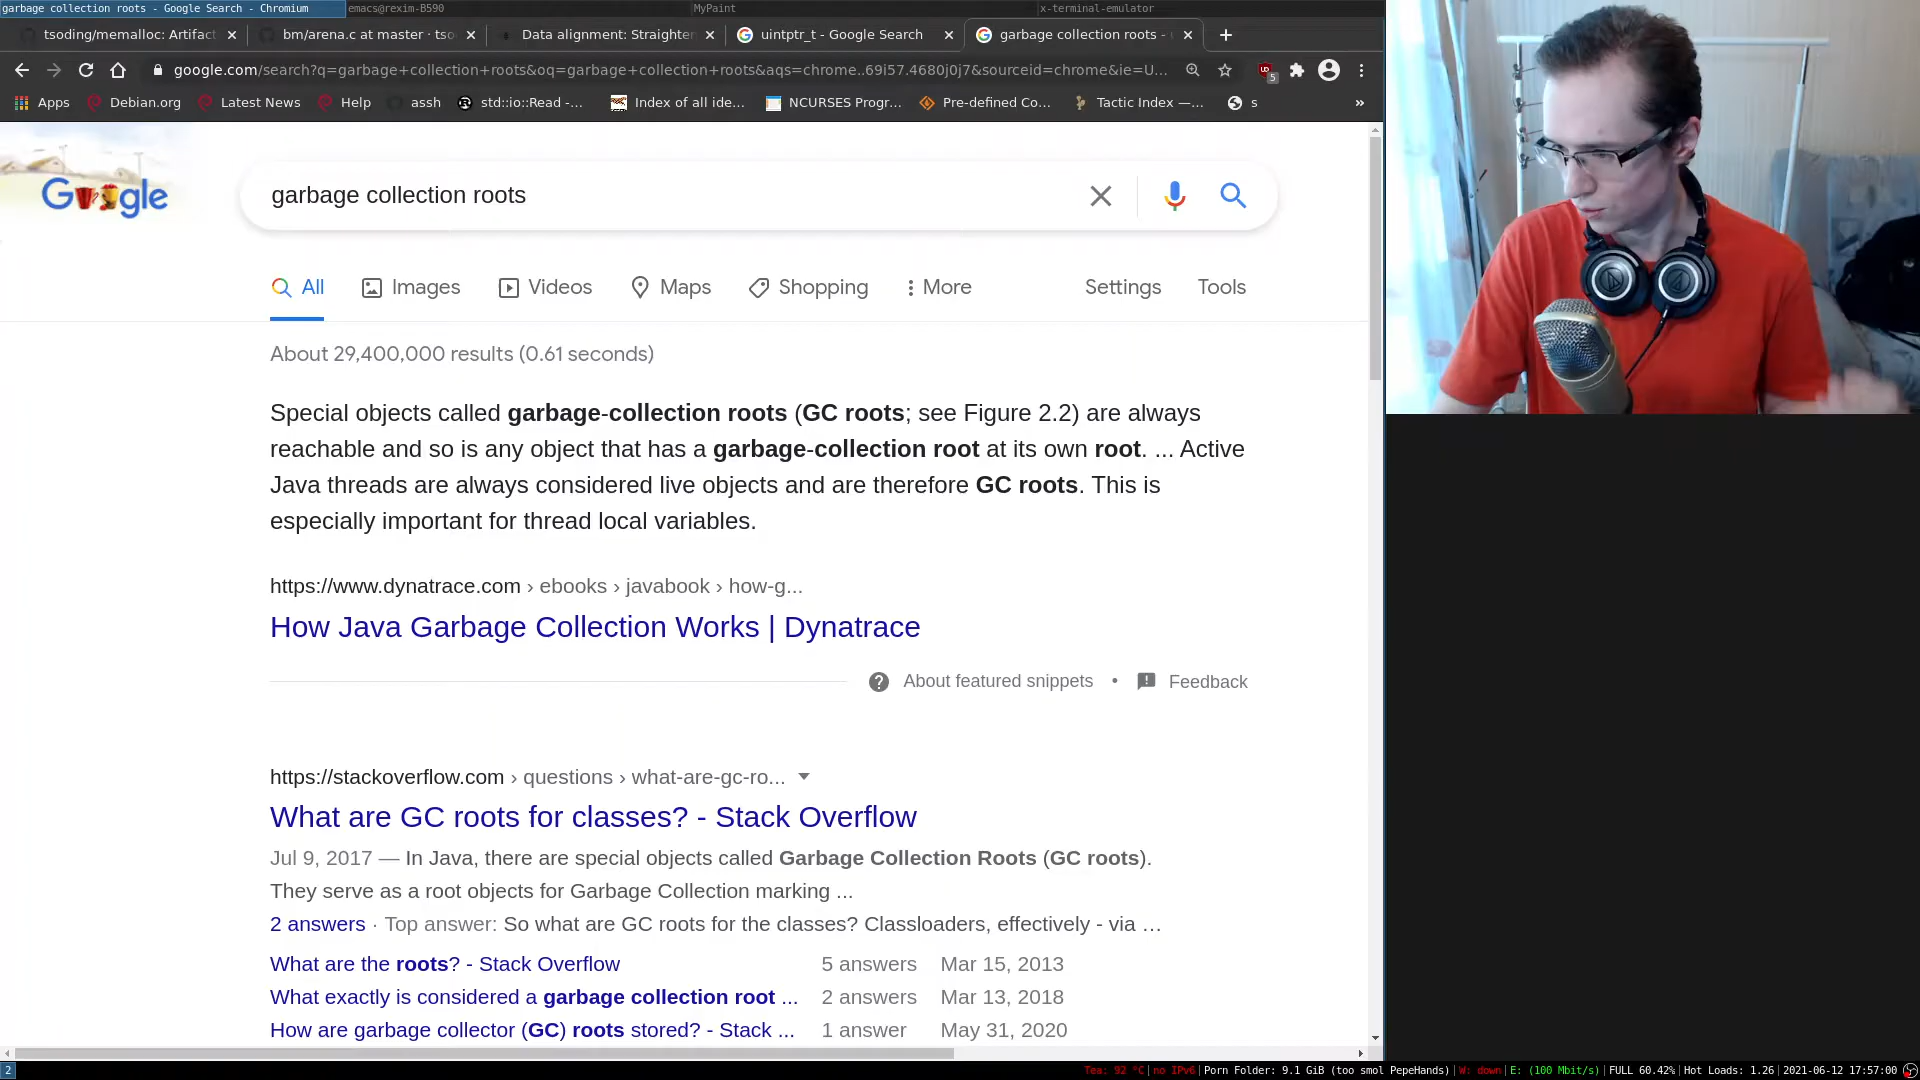 garbage collection roots - Google Search - Chromium
emacs@rexim-B590
MyPaint
x-terminal-emulator
tsoding/memalloc: Artifact
bm/arena.c at master · tso
Data alignment: Straighten
uintptr_t - Google Search
garbage collection roots -
google.com/search?q=garbage+collection+roots&oq=garbage+collection+roots&aqs=chrome..69i57.4680j0j7&sourceid=chrome&ie=U...
5
Apps
Debian.org
Latest News
Help
assh
std::io::Read -...
Index of all ide...
NCURSES Progr...
Pre-defined Co...
Tactic Index —...
s
»
Google
garbage collection roots
All
Images
Videos
Maps
Shopping
More
Settings
Tools
About 29,400,000 results (0.61 seconds)
Special objects called garbage-collection roots (GC roots; see Figure 2.2) are always
reachable and so is any object that has a garbage-collection root at its own root. ... Active
Java threads are always considered live objects and are therefore GC roots. This is
especially important for thread local variables.
https://www.dynatrace.com › ebooks › javabook › how-g...
How Java Garbage Collection Works | Dynatrace
About featured snippets • Feedback
https://stackoverflow.com › questions › what-are-gc-ro...
What are GC roots for classes? - Stack Overflow
Jul 9, 2017 — In Java, there are special objects called Garbage Collection Roots (GC roots).
They serve as a root objects for Garbage Collection marking ...
2 answers · Top answer: So what are GC roots for the classes? Classloaders, effectively - via …
What are the roots? - Stack Overflow 5 answers Mar 15, 2013
What exactly is considered a garbage collection root ... 2 answers Mar 13, 2018
How are garbage collector (GC) roots stored? - Stack ... 1 answer May 31, 2020
2
Tea: 92 °C|no IPv6|Porn Folder: 9.1 GiB (too smol PepeHands)|W: down|E: (100 Mbit/s)|FULL 60.42%|Hot Loads: 1.26|2021-06-12 17:57:00